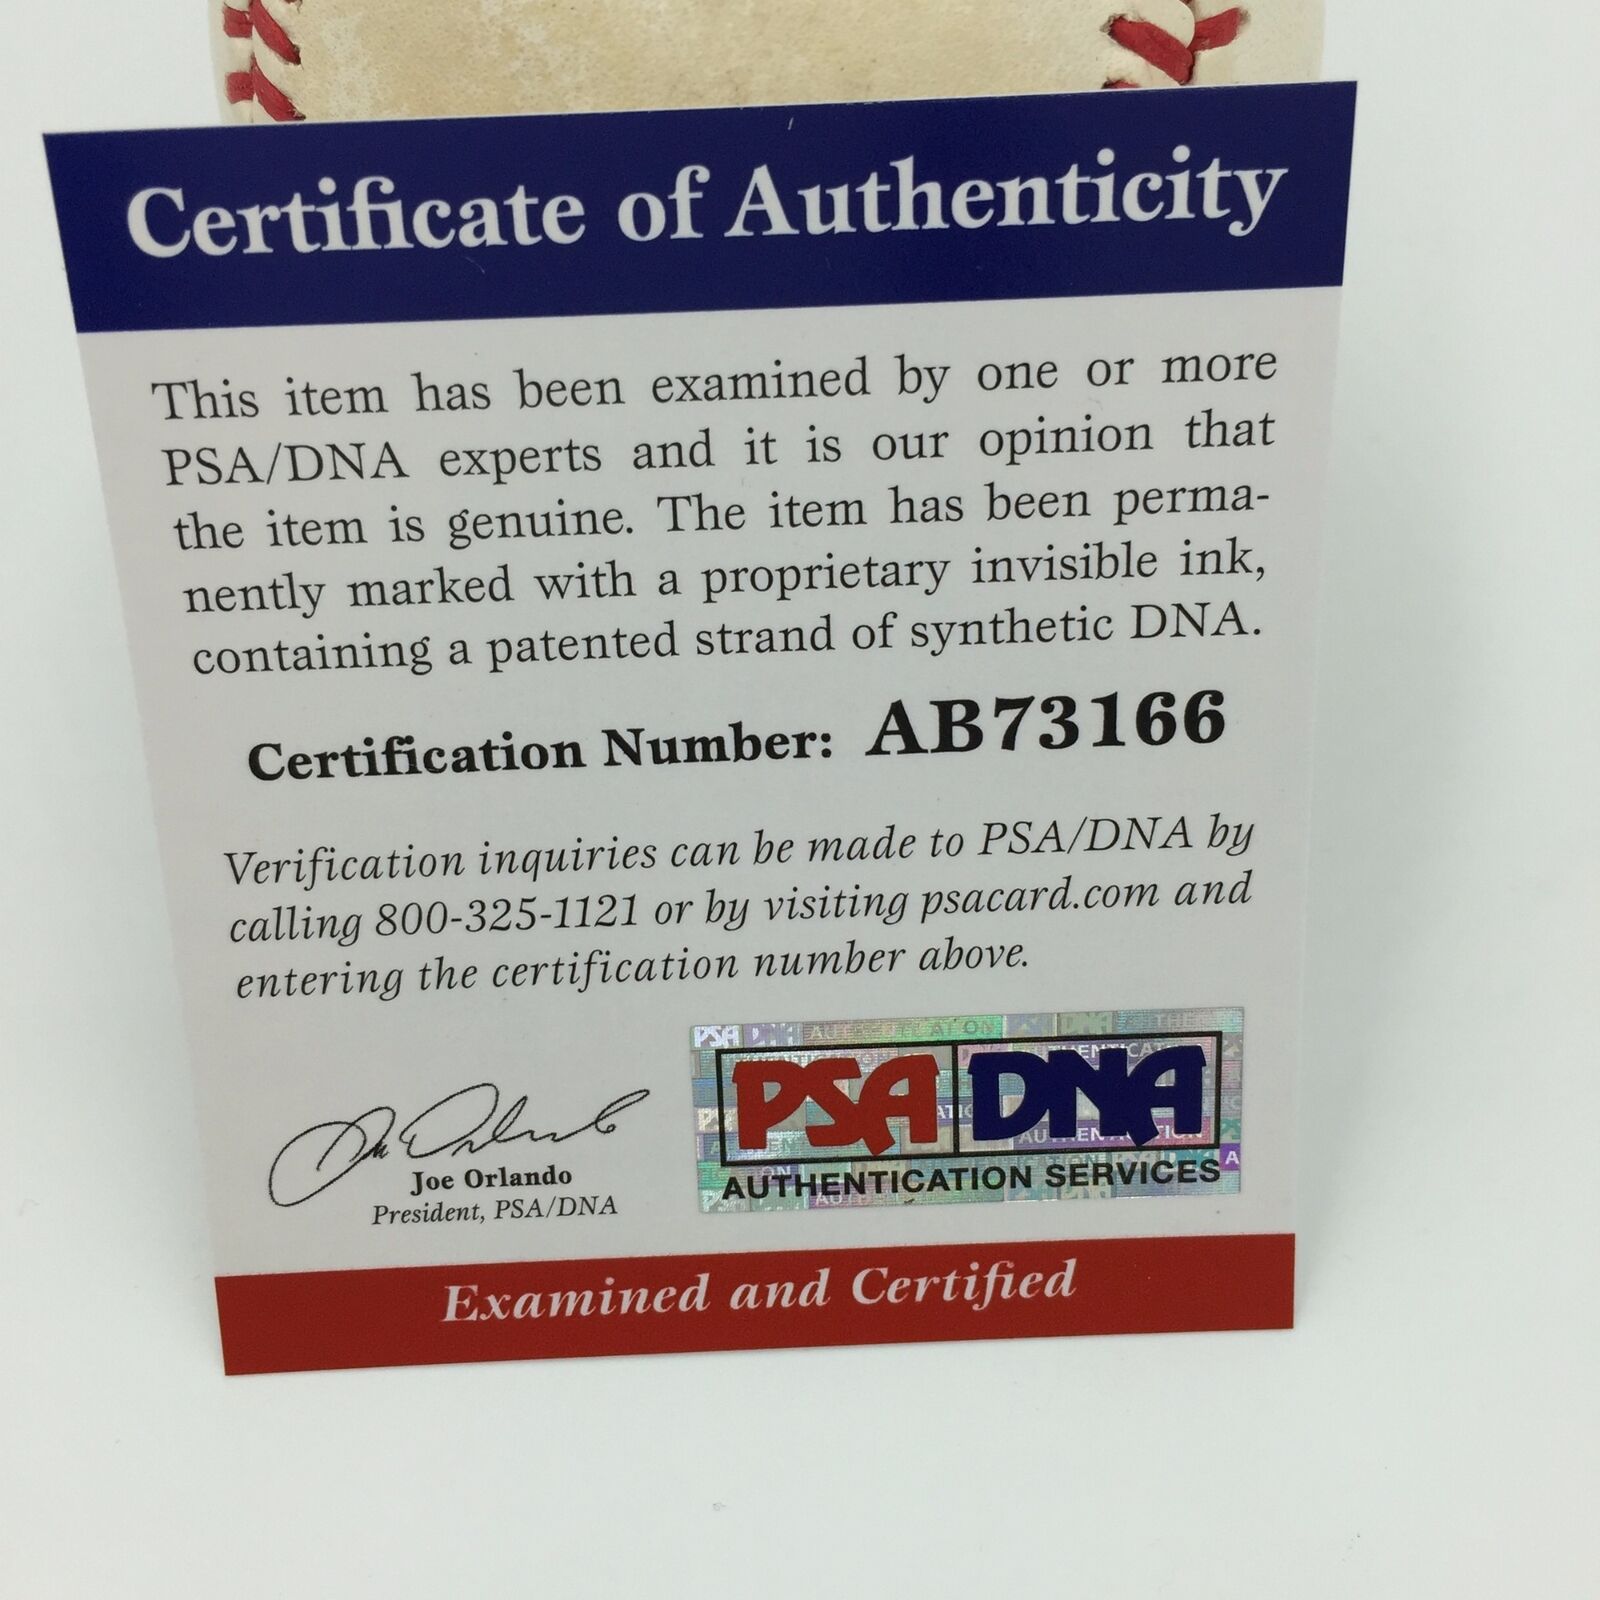 Certificate of Authenticity
This item has been examined by one or more
PSA/DNA experts and it is our opinion that
the item is genuine. The item has been perma-
nently marked with a proprietary invisible ink,
containing a patented strand of synthetic DNA.
Certification Number: AB73166
Verification inquiries can be made to PSA/DNA by
calling 800-325-1121 or by visiting psacard.com and
entering the certification number above.
Joe Orlando
President, PSA/DNA
PSA DNA
AUTHENTICATION SERVICES
Examined and Certified